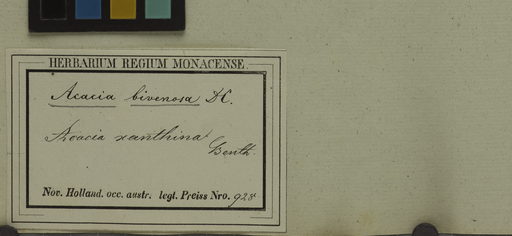 HERBARIUM REGIUM MONACENSE.
Acacia bivenosa DC.
Acacia xanthina
Benth.
Nov. Holland. occ. austr. legt. Preiss Nro. 928